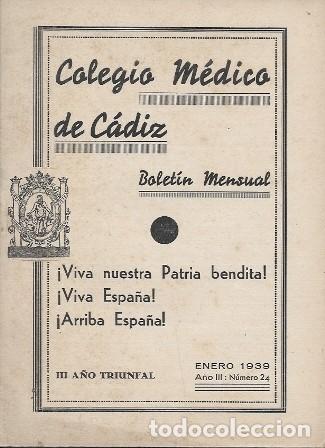 Colegio Médico
de Cádiz
Boletín Mensual
¡Viva nuestra Patria bendita!
¡Viva España!
¡Arriba España!
III AÑO TRIUNFAL
ENERO 1939
Año III : Número 24
todocoleccion.net